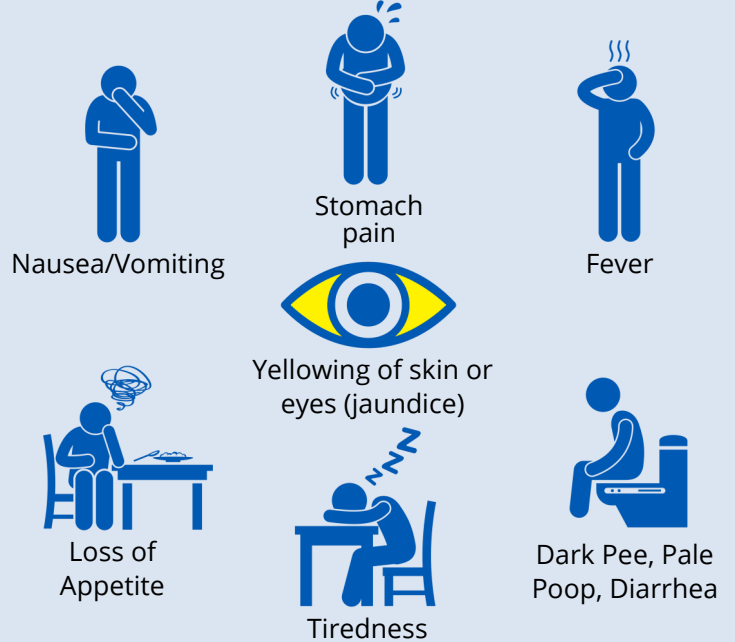 Nausea/Vomiting
Stomach
pain
Fever
Yellowing of skin or
eyes (jaundice)
Loss of
Appetite
Tiredness
Dark Pee, Pale
Poop, Diarrhea